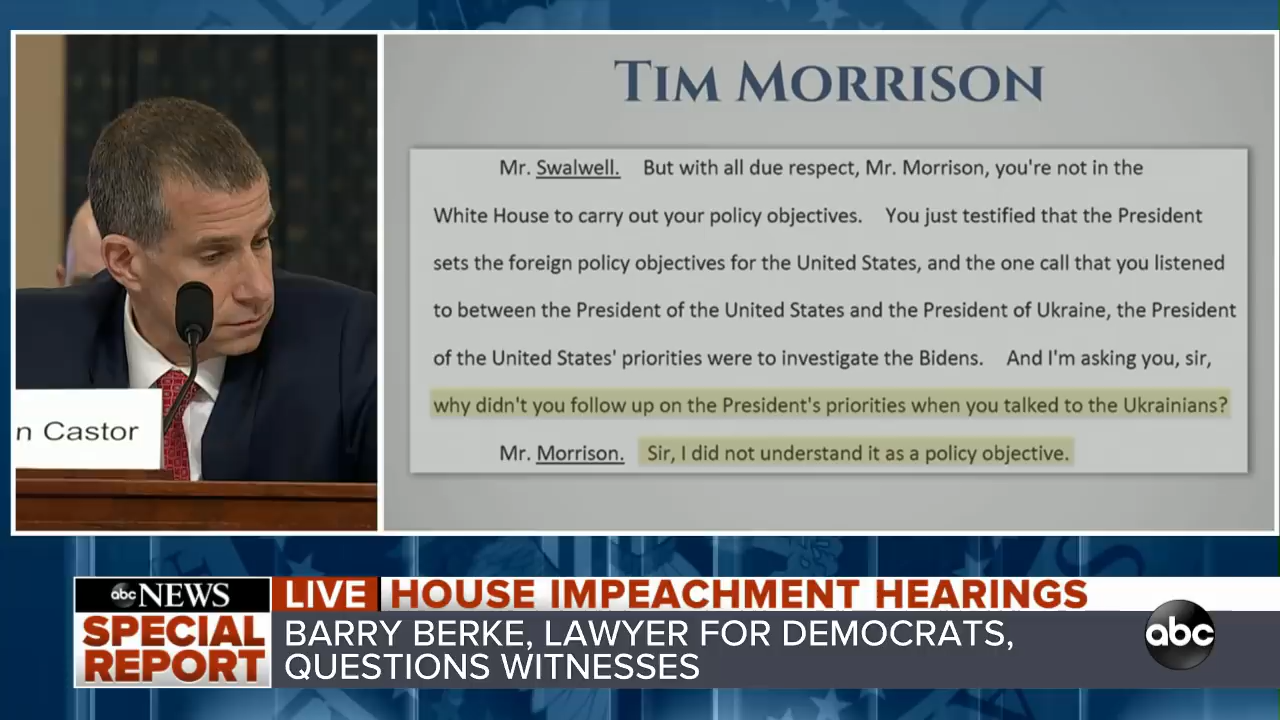 TIM MORRISON
Mr. Swalwell. But with all due respect, Mr. Morrison, you're not in the
White House to carry out your policy objectives. You just testified that the President
sets the foreign policy objectives for the United States, and the one call that you listened
to between the President of the United States and the President of Ukraine, the President
of the United States' priorities were to investigate the Bidens. And I'm asking you, sir,
why didn't you follow up on the President's priorities when you talked to the Ukrainians?
Mr. Morrison. Sir, I did not understand it as a policy objective.
n Castor
abc NEWS
SPECIAL
REPORT
LIVE HOUSE IMPEACHMENT HEARINGS
BARRY BERKE, LAWYER FOR DEMOCRATS,
QUESTIONS WITNESSES
abc